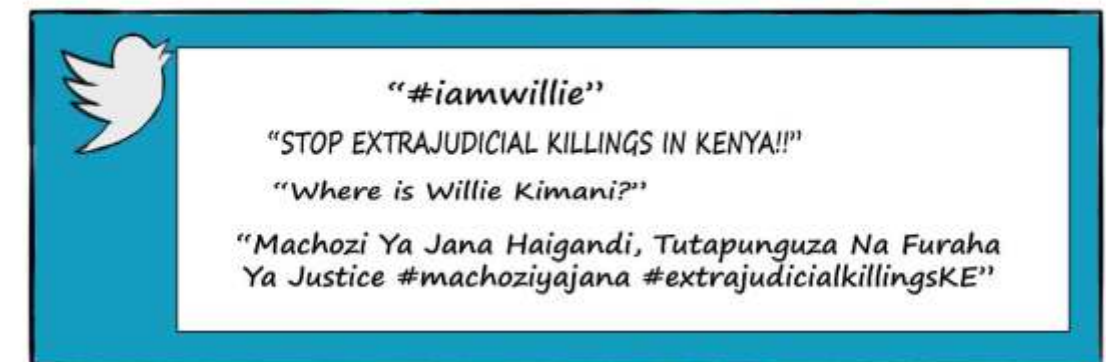 “#iamwillie”
“STOP EXTRAJUDICIAL KILLINGS IN KENYA!!”
“Where is Willie Kimani?”
“Machozi Ya Jana Haigandi, Tutapunguza Na Furaha
Ya Justice #machoziyajana #extrajudicialkillingsKE”